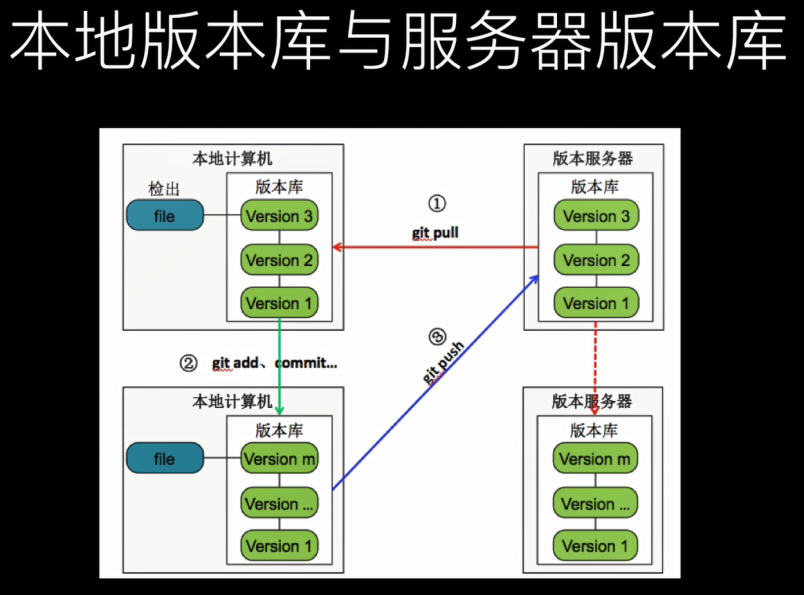 本地版本库与服务器版本库
本地计算机
检出
file
版本库
Version 3
Version 2
Version 1
①
git pull
版本服务器
版本库
Version 3
Version 2
Version 1
② git add、commit...
③
git push
本地计算机
file
版本库
Version m
Version ...
Version 1
版本服务器
版本库
Version m
Version ...
Version 1